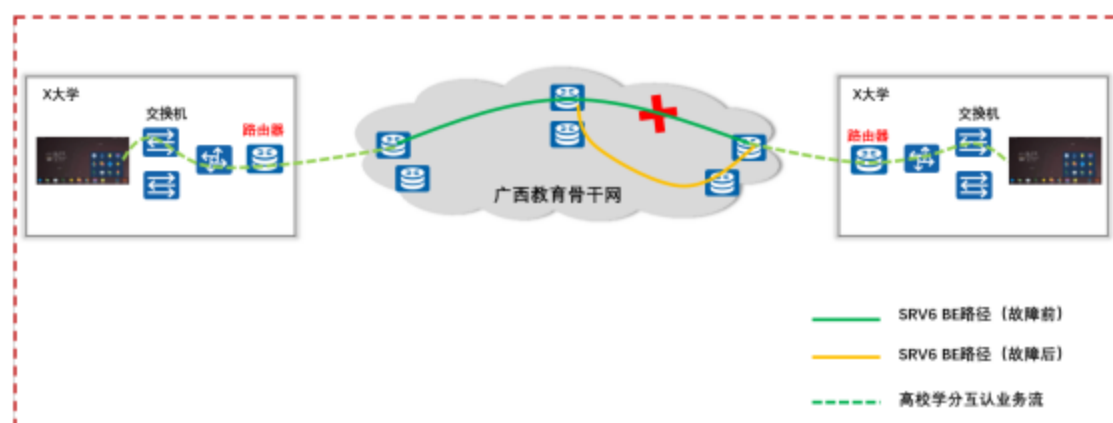 X大学
交换机
路由器
广西教育骨干网
X大学
交换机
路由器
SRV6 BE路径（故障前）
SRV6 BE路径（故障后）
高校学分互认业务流